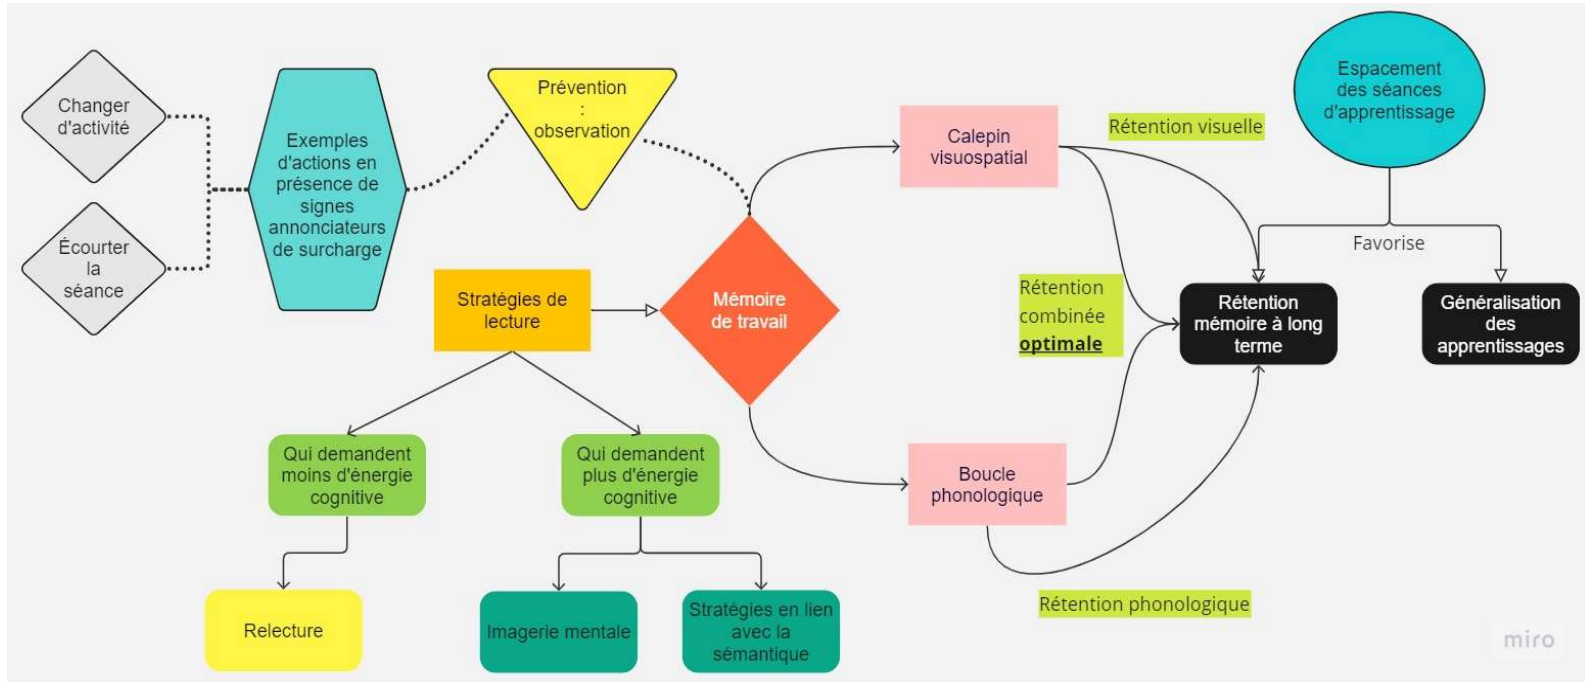 Changer
d'activité
Écourter
la
séance
Exemples
d'actions en
présence de
signes
annonciateurs
de surcharge
Prévention
:
observation
Stratégies de
lecture
Mémoire
de travail
Qui demandent
moins d'énergie
cognitive
Qui demandent
plus d'énergie
cognitive
Relecture
Imagerie mentale
Stratégies en lien
avec la
sémantique
Calepin
visuospatial
Boucle
phonologique
Rétention visuelle
Rétention
combinée
optimale
Rétention phonologique
Espacement
des séances
d'apprentissage
Favorise
Rétention
mémoire à long
terme
Généralisation
des
apprentissages
miro